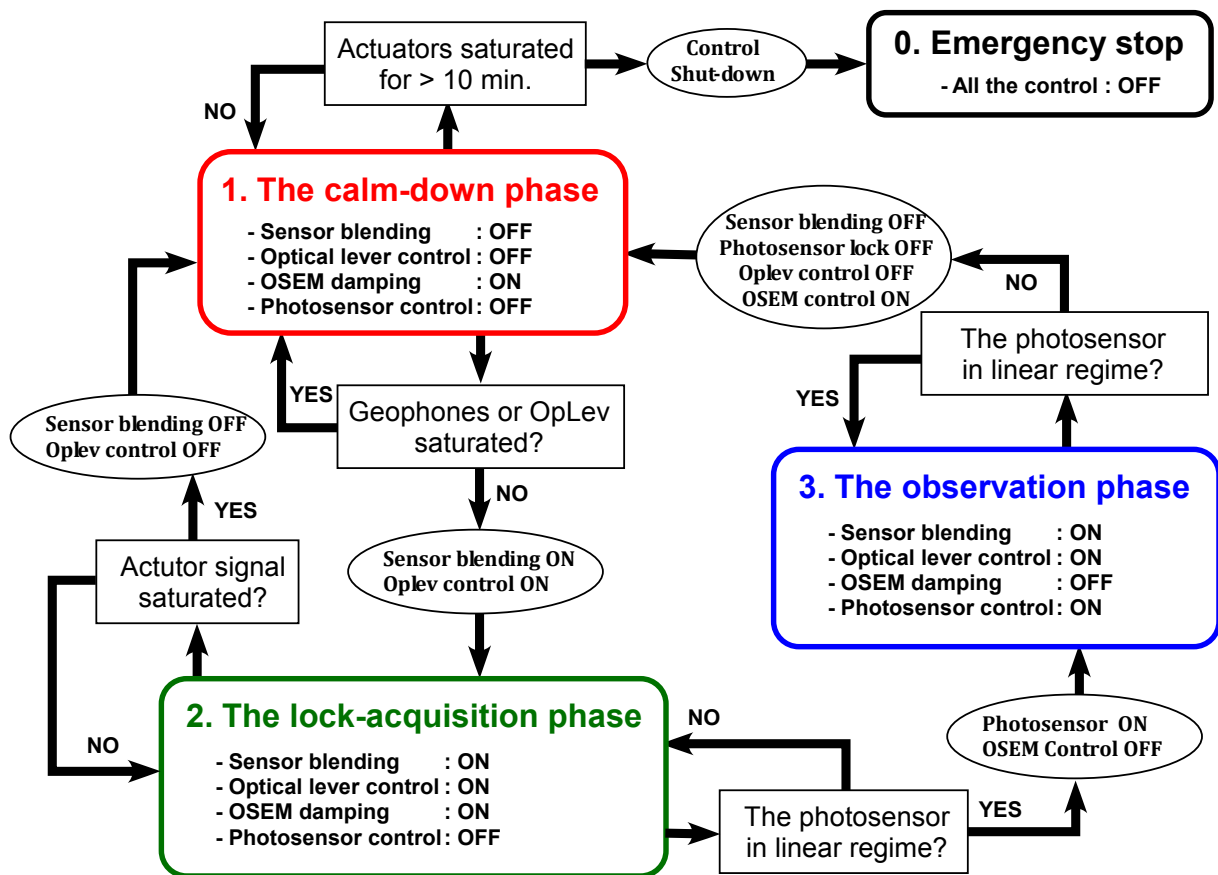 Actuators saturated
for > 10 min.
Control
Shut-down
0. Emergency stop
- All the control : OFF
NO
1. The calm-down phase
- Sensor blending : OFF
- Optical lever control : OFF
- OSEM damping : ON
- Photosensor control : OFF
Sensor blending OFF
Photosensor lock OFF
Oplev control OFF
OSEM control ON
NO
The photosensor
in linear regime?
YES
YES
Geophones or OpLev
saturated?
Sensor blending OFF
Oplev control OFF
NO
YES
3. The observation phase
- Sensor blending : ON
- Optical lever control : ON
- OSEM damping : OFF
- Photosensor control : ON
Actutor signal
saturated?
Sensor blending ON
Oplev control ON
NO
2. The lock-acquisition phase
- Sensor blending : ON
- Optical lever control : ON
- OSEM damping : ON
- Photosensor control : OFF
NO
Photosensor ON
OSEM Control OFF
The photosensor
in linear regime?
YES